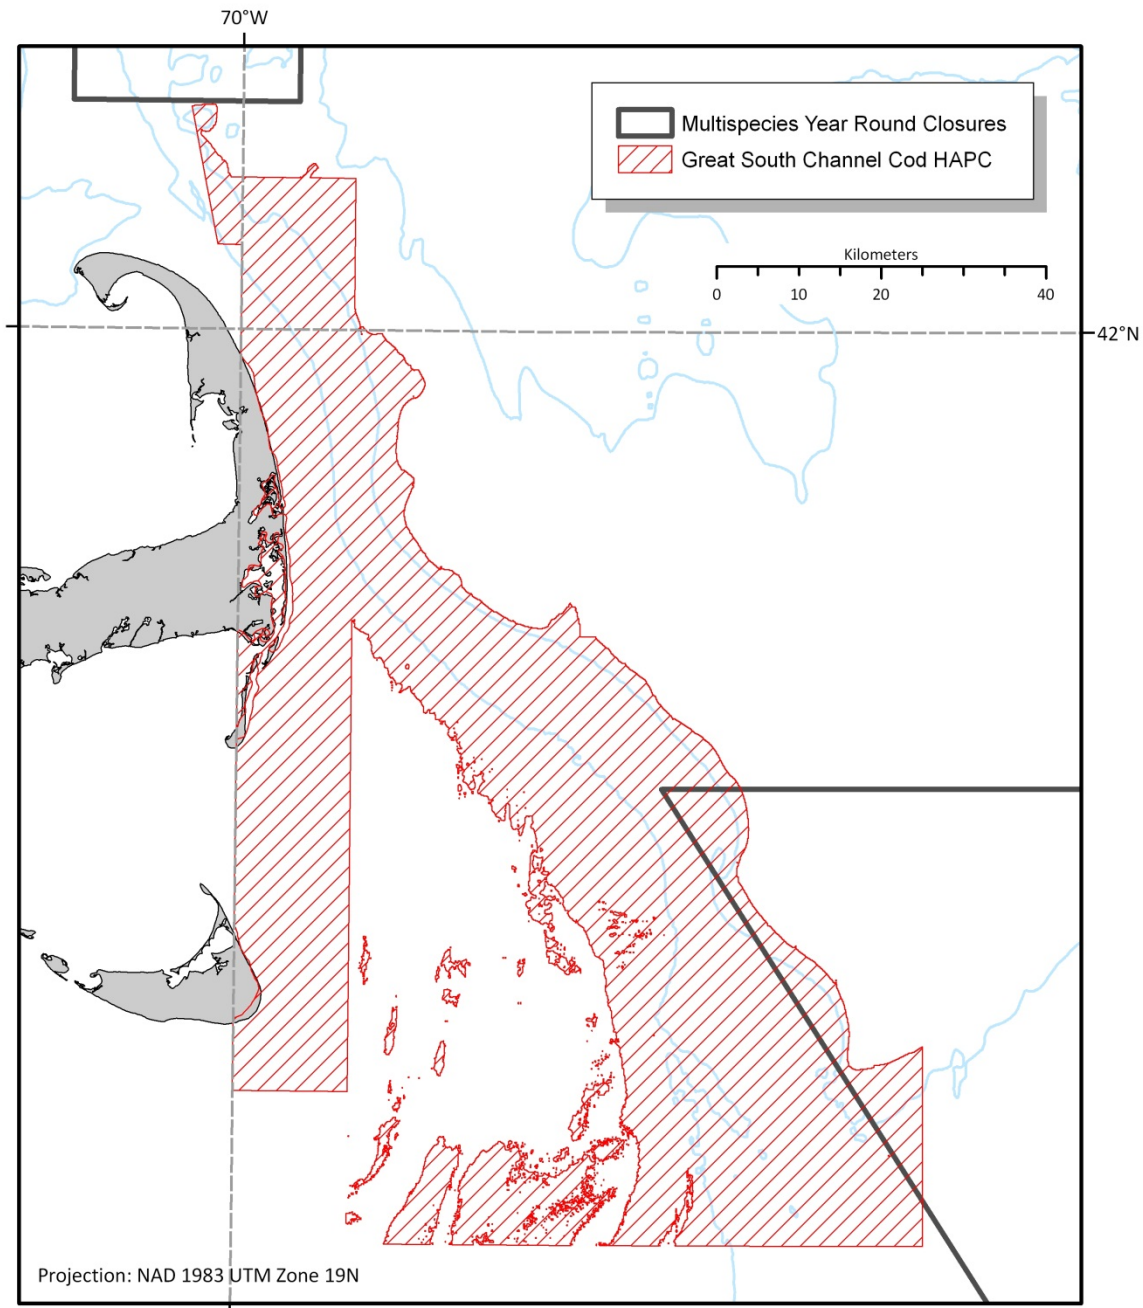 70°W
Multispecies Year Round Closures
Great South Channel Cod HAPC
Kilometers
0 10 20 40
42°N
Projection: NAD 1983 UTM Zone 19N